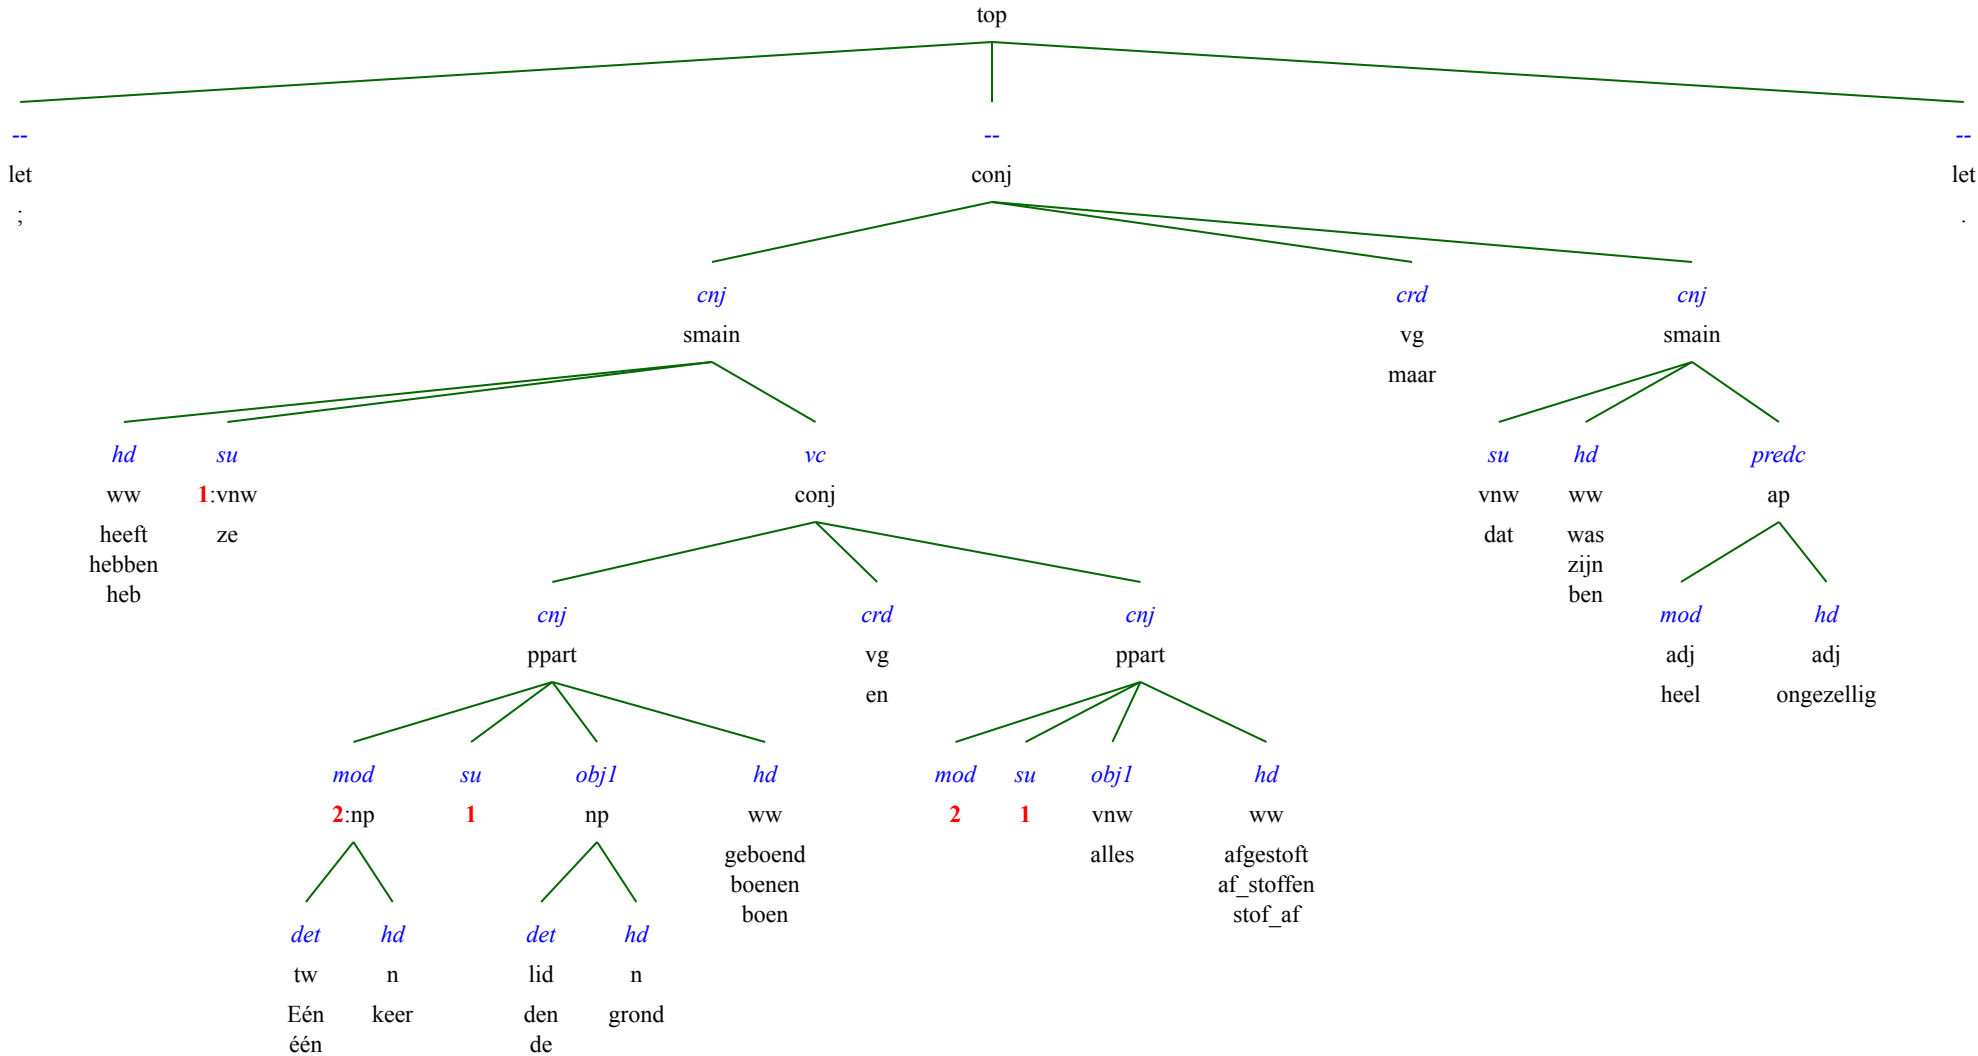 top
-- -- --
let conj let
; .
cnj crd cnj
smain vg smain
maar
hd su vc su hd predc
ww 1:vnw conj vnw ww ap
heeft ze dat was
hebben zijn
heb ben
cnj crd cnj mod hd
ppart vg ppart adj adj
en heel ongezellig
mod su obj1 hd mod su obj1 hd
2:np 1 np ww 2 1 vnw ww
geboend alles afgestoft
boenen af_stoffen
boen stof_af
det hd det hd
tw n lid n
Eén keer den grond
één de